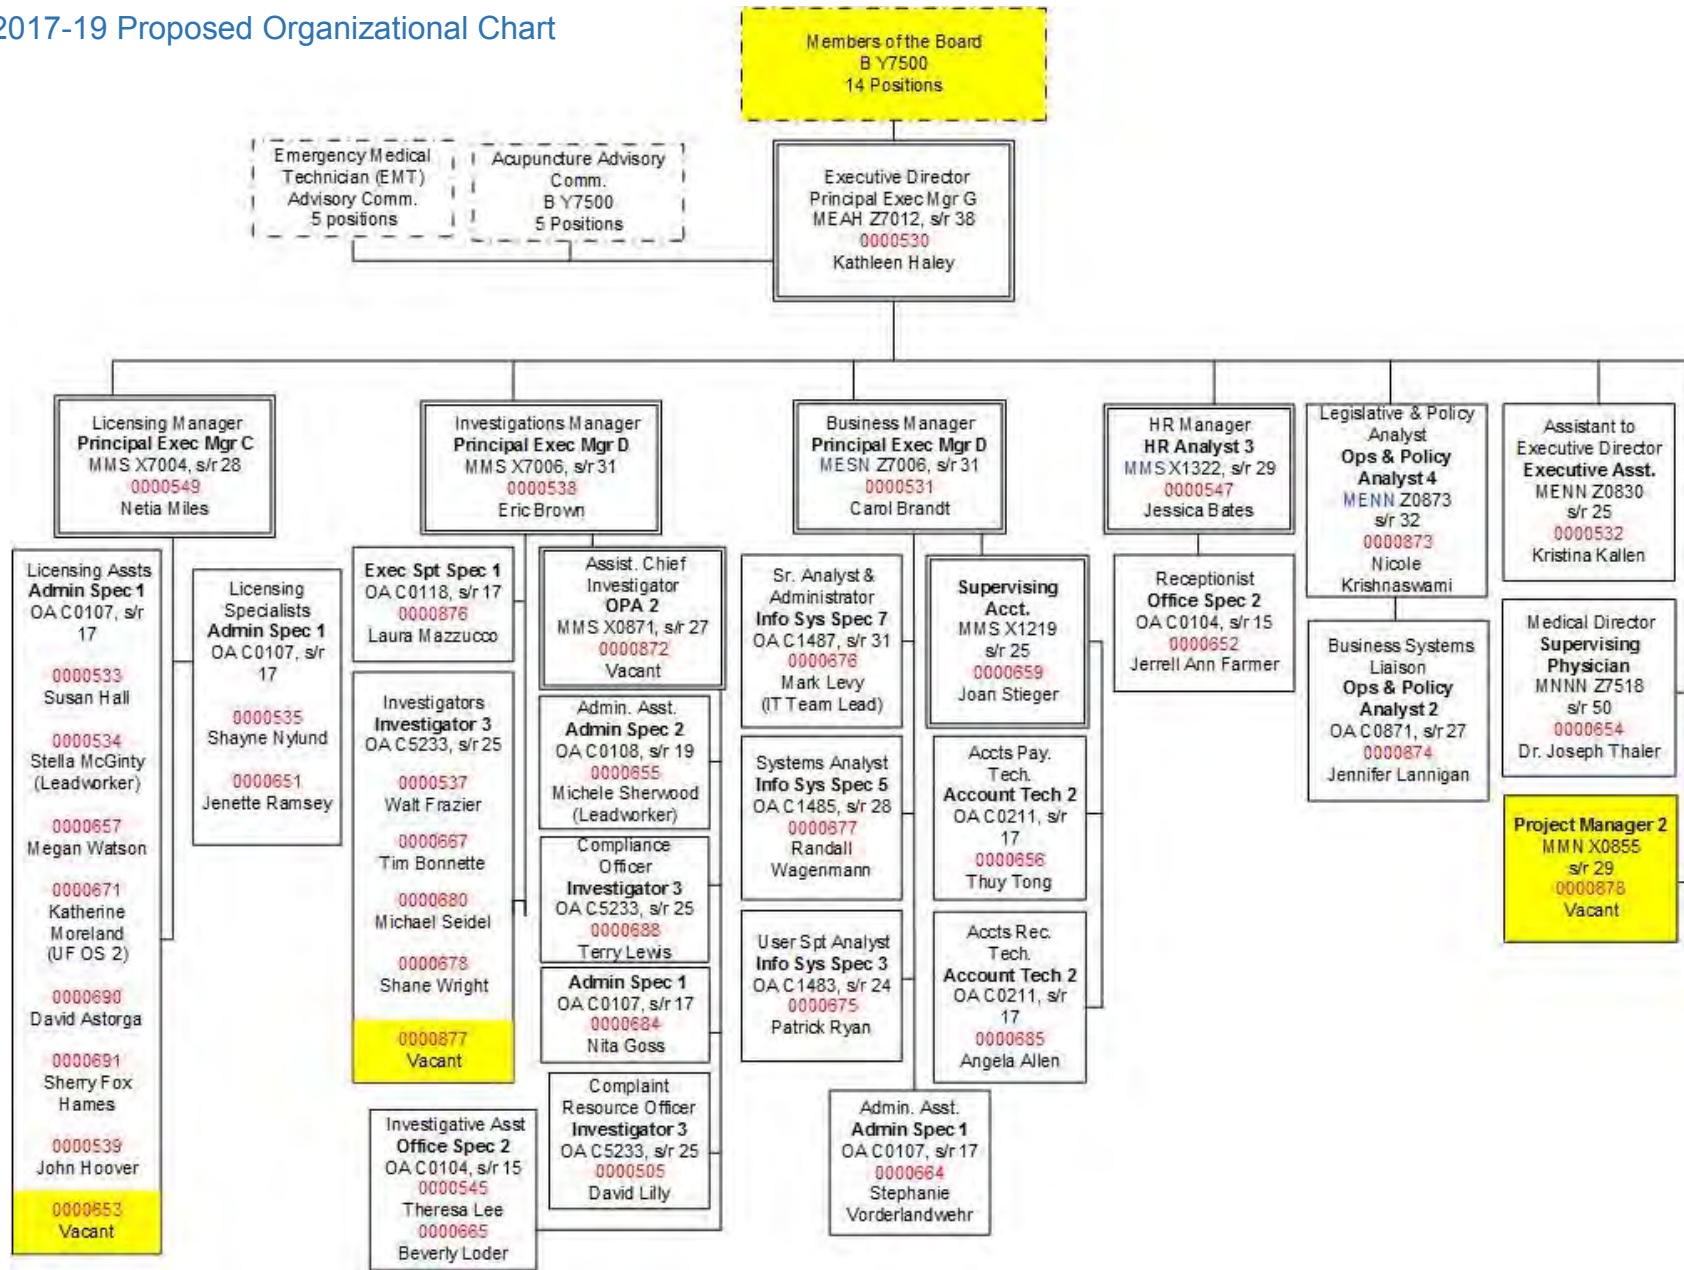 2017-19 Proposed Organizational Chart
Members of the Board
B Y7500
14 Positions
Emergency Medical
Technician (EMT)
Advisory Comm.
5 positions
Acupuncture Advisory
Comm.
B Y7500
5 Positions
Executive Director
Principal Exec Mgr G
MEAH Z7012, s/r 38
0000530
Kathleen Haley
Licensing Manager
Principal Exec Mgr C
MMS X7004, s/r 28
0000549
Netia Miles
Investigations Manager
Principal Exec Mgr D
MMS X7006, s/r 31
0000538
Eric Brown
Business Manager
Principal Exec Mgr D
MESN Z7006, s/r 31
0000531
Carol Brandt
HR Manager
HR Analyst 3
MMS X1322, s/r 29
0000547
Jessica Bates
Legislative & Policy
Analyst
Ops & Policy
Analyst 4
MENN Z0873
s/r 32
0000873
Nicole
Krishnaswami
Assistant to
Executive Director
Executive Asst.
MENN Z0830
s/r 25
0000532
Kristina Kallen
Licensing Assts
Admin Spec 1
OA C0107, s/r
17
0000533
Susan Hall
0000534
Stella McGinty
(Leadworker)
0000657
Megan Watson
0000671
Katherine
Moreland
(UF OS 2)
0000690
David Astorga
0000691
Sherry Fox
Hames
0000539
John Hoover
0000653
Vacant
Licensing
Specialists
Admin Spec 1
OA C0107, s/r
17
0000535
Shayne Nylund
0000651
Jenette Ramsey
Exec Spt Spec 1
OA C0118, s/r 17
0000876
Laura Mazzucco
Investigators
Investigator 3
OA C5233, s/r 25
0000537
Walt Frazier
0000667
Tim Bonnette
0000680
Michael Seidel
0000678
Shane Wright
0000877
Vacant
Investigative Asst
Office Spec 2
OA C0104, s/r 15
0000545
Theresa Lee
0000665
Beverly Loder
Assist. Chief
Investigator
OPA 2
MMS X0871, s/r 27
0000872
Vacant
Admin. Asst.
Admin Spec 2
OA C0108, s/r 19
0000655
Michele Sherwood
(Leadworker)
Compliance
Officer
Investigator 3
OA C5233, s/r 25
0000688
Terry Lewis
Admin Spec 1
OA C0107, s/r 17
0000684
Nita Goss
Complaint
Resource Officer
Investigator 3
OA C5233, s/r 25
0000505
David Lilly
Sr. Analyst &
Administrator
Info Sys Spec 7
OA C1487, s/r 31
0000676
Mark Levy
(IT Team Lead)
Systems Analyst
Info Sys Spec 5
OA C1485, s/r 28
0000677
Randall
Wagenmann
User Spt Analyst
Info Sys Spec 3
OA C1483, s/r 24
0000675
Patrick Ryan
Supervising
Acct.
MMS X1219
s/r 25
0000659
Joan Stieger
Accts Pay.
Tech.
Account Tech 2
OA C0211, s/r
17
0000656
Thuy Tong
Accts Rec.
Tech.
Account Tech 2
OA C0211, s/r
17
0000685
Angela Allen
Admin. Asst.
Admin Spec 1
OA C0107, s/r 17
0000664
Stephanie
Vorderlandwehr
Receptionist
Office Spec 2
OA C0104, s/r 15
0000652
Jerrell Ann Farmer
Business Systems
Liaison
Ops & Policy
Analyst 2
OA C0871, s/r 27
0000874
Jennifer Lannigan
Medical Director
Supervising
Physician
MNNN Z7518
s/r 50
0000654
Dr. Joseph Thaler
Project Manager 2
MMN X0855
s/r 29
0000878
Vacant